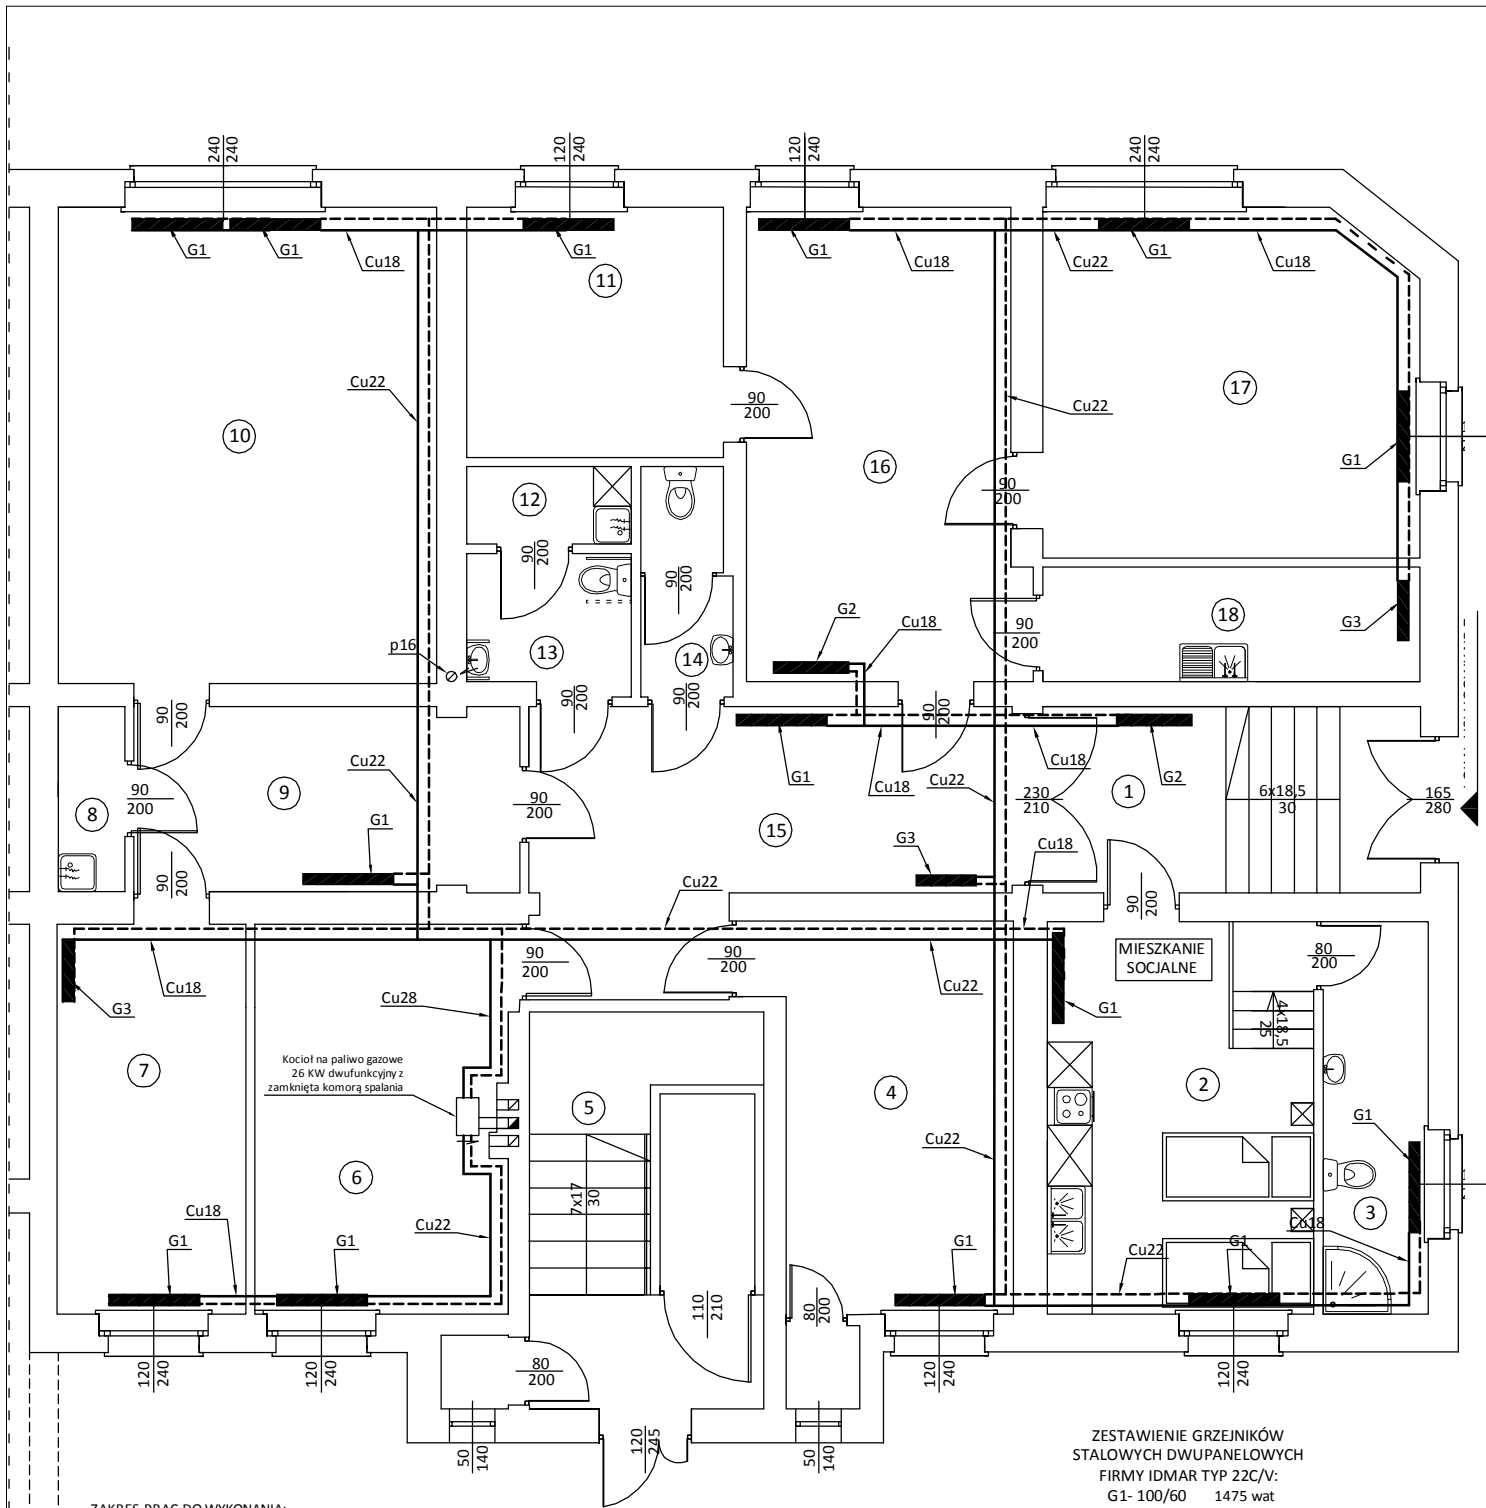 240
240
120
240
120
240
240
240
G1
G1
Cu18
G1
G1
Cu18
Cu22
G1
Cu18
11
Cu22
90
200
Cu22
17
10
16
G1
12
90
200
90
200
90
200
G2
Cu18
90
200
18
G3
p16
13
14
90
200
90
200
90
200
90
200
Cu22
9
G1
Cu18
Cu22
Cu18
G2
8
90
200
90
200
230
210
1
6x18,5
30
165
280
15
G1
G3
Cu18
90
200
Cu22
90
200
90
200
90
200
Cu22
MIESZKANIE
SOCJALNE
80
200
Cu18
G3
Cu28
G1
4x18,5
25
Kocioł na paliwo gazowe
26 KW dwufunkcyjny z
zamknięta komorą spalania
7
5
4
2
G1
Cu22
6
7x17
30
3
Cu18
Cu22
Cu18
G1
G1
G1
Cu22
G1
110
210
80
200
120
240
120
240
80
200
120
240
120
240
50
140
120
245
50
140
ZESTAWIENIE GRZEJNIKÓW
STALOWYCH DWUPANELOWYCH
FIRMY IDMAR TYP 22C/V:
G1- 100/60 1475 wat
ZAKRES PRAC DO WYKONANIA: